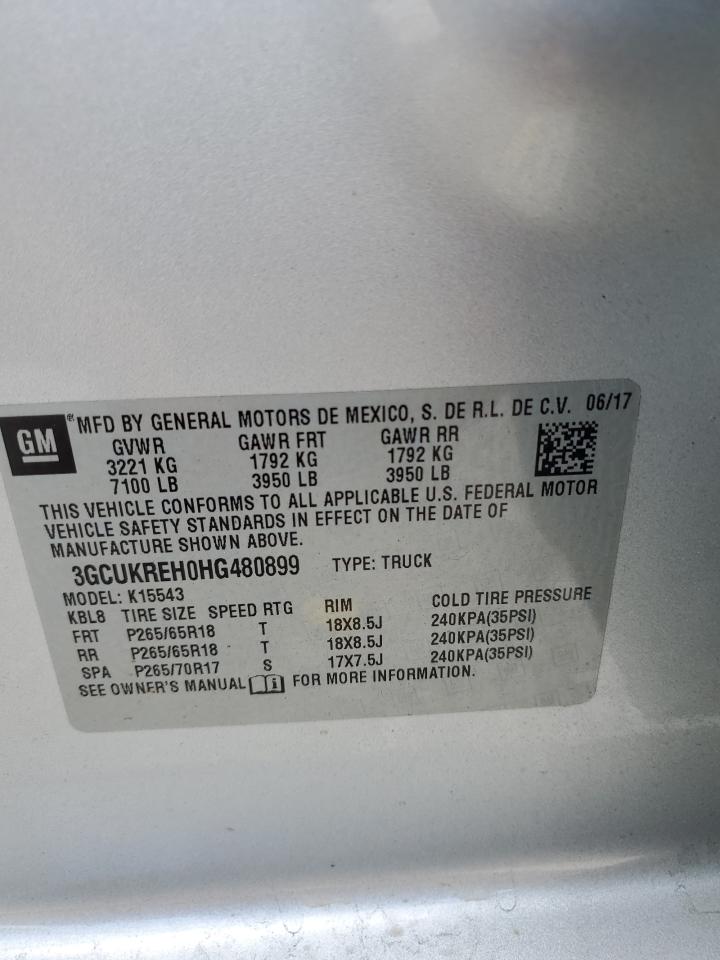 GM
® MFD BY GENERAL MOTORS DE MEXICO, S. DE R.L. DE C.V. 06/17
GVWR GAWR FRT GAWR RR
3221 KG 1792 KG 1792 KG
7100 LB 3950 LB 3950 LB
THIS VEHICLE CONFORMS TO ALL APPLICABLE U.S. FEDERAL MOTOR
VEHICLE SAFETY STANDARDS IN EFFECT ON THE DATE OF
MANUFACTURE SHOWN ABOVE.
3GCUKREH0HG480899 TYPE: TRUCK
MODEL: K15543
KBL8 TIRE SIZE SPEED RTG RIM COLD TIRE PRESSURE
FRT P265/65R18 T 18X8.5J 240KPA(35PSI)
RR P265/65R18 T 18X8.5J 240KPA(35PSI)
SPA P265/70R17 S 17X7.5J 240KPA(35PSI)
SEE OWNER'S MANUAL FOR MORE INFORMATION.